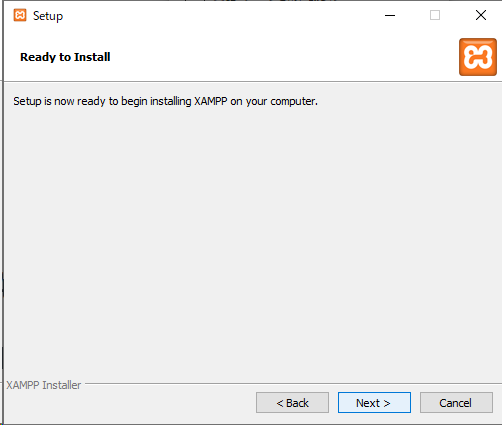 Setup
Ready to Install
Setup is now ready to begin installing XAMPP on your computer.
XAMPP Installer
< Back
Next >
Cancel